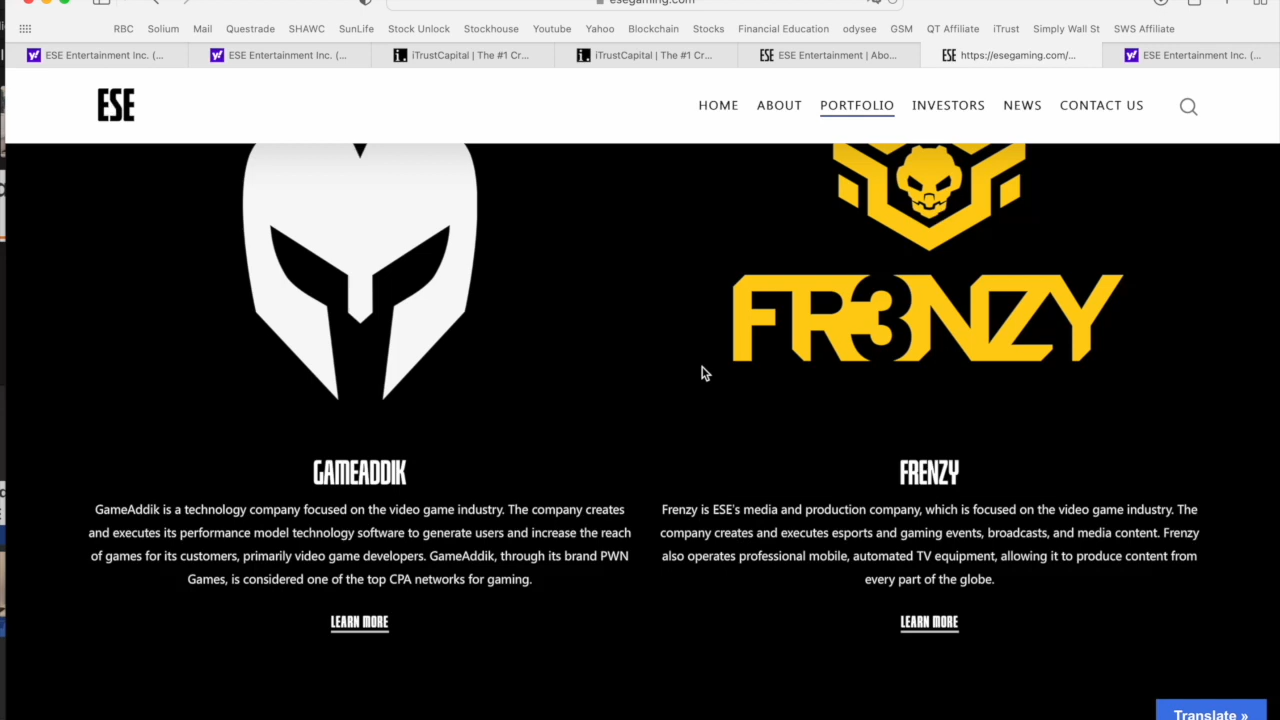 esegaming.com
RBC Solium Mail Questrade SHAWC SunLife Stock Unlock Stockhouse Youtube Yahoo Blockchain Stocks Financial Education odysee GSM QT Affiliate iTrust Simply Wall St SWS Affiliate
ESE Entertainment Inc. (... ESE Entertainment Inc. (... iTrustCapital | The #1 Cr... iTrustCapital | The #1 Cr... ESE ESE Entertainment | Abo... ESE https://esegaming.com/... ESE Entertainment Inc. (...
ESE HOME ABOUT PORTFOLIO INVESTORS NEWS CONTACT US
FR3NZY
GAMEADDIK
GameAddik is a technology company focused on the video game industry. The company creates
and executes its performance model technology software to generate users and increase the reach
of games for its customers, primarily video game developers. GameAddik, through its brand PWN
Games, is considered one of the top CPA networks for gaming.
LEARN MORE
FRENZY
Frenzy is ESE's media and production company, which is focused on the video game industry. The
company creates and executes esports and gaming events, broadcasts, and media content. Frenzy
also operates professional mobile, automated TV equipment, allowing it to produce content from
every part of the globe.
LEARN MORE
Translate »